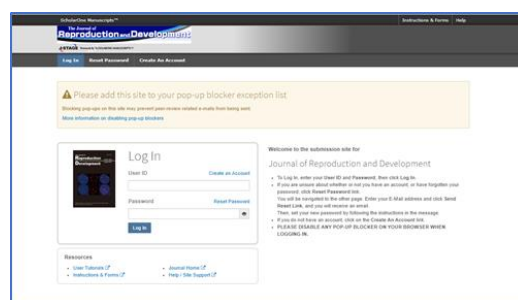 ScholarOne Manuscripts™
Instructions & Forms Help
The Journal of
Reproduction and Development
J-STAGE
Log In Reset Password Create An Account
Please add this site to your pop-up blocker exception list
Blocking pop-ups on this site may prevent peer review related e-mails from being sent.
More information on disabling pop-up blockers
Reproduction
Development
Log In
User ID Create an Account
Password Reset Password
Log In
Resources
User Tutorials
Instructions & Forms
Journal Home
Help / Site Support
Welcome to the submission site for
Journal of Reproduction and Development
To Log In, enter your User ID and Password, then click Log In.
If you are unsure about whether or not you have an account, or have forgotten your
password, click Reset Password link.
You will be navigated to the other page. Enter your E-Mail address and click Send
Reset Link, and you will receive an email.
Then, set your new password by following the instructions in the message
If you do not have an account, click on the Create An Account link.
PLEASE DISABLE ANY POP-UP BLOCKER ON YOUR BROWSER WHEN
LOGGING IN.